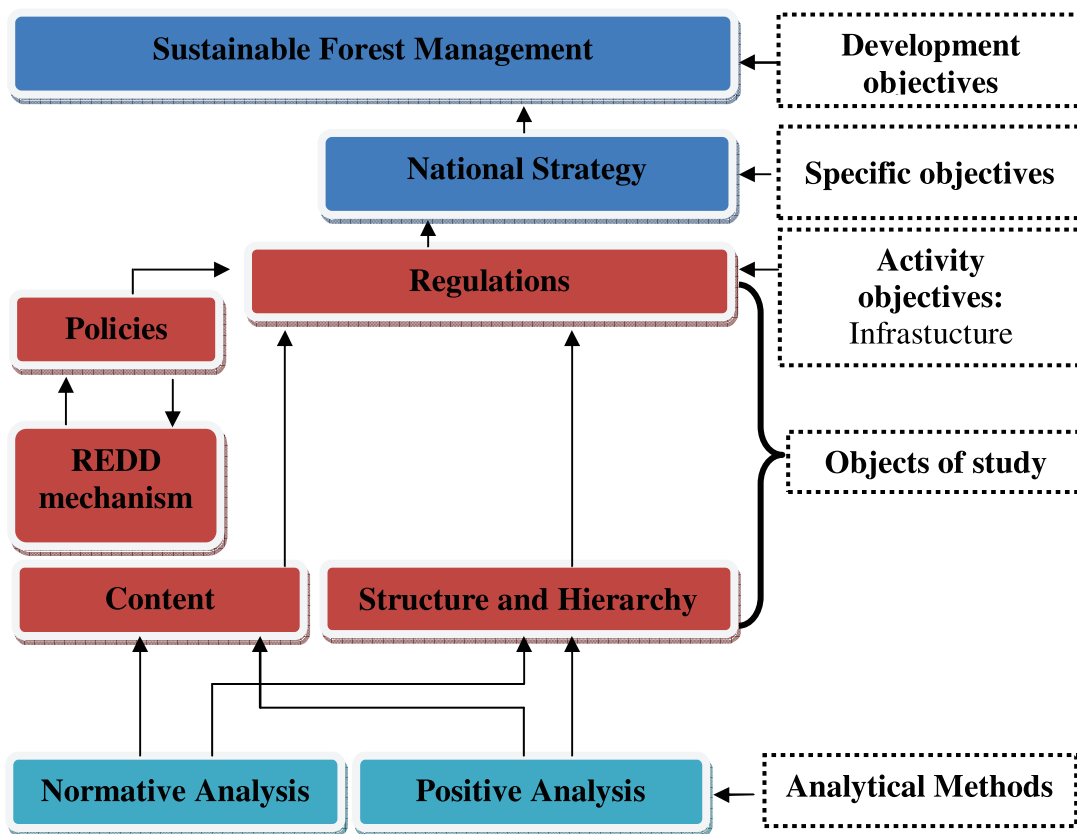 Sustainable Forest Management
Development
objectives
National Strategy
Specific objectives
Regulations
Activity
objectives:
Infrastucture
Policies
REDD
mechanism
Objects of study
Content
Structure and Hierarchy
Normative Analysis
Positive Analysis
Analytical Methods